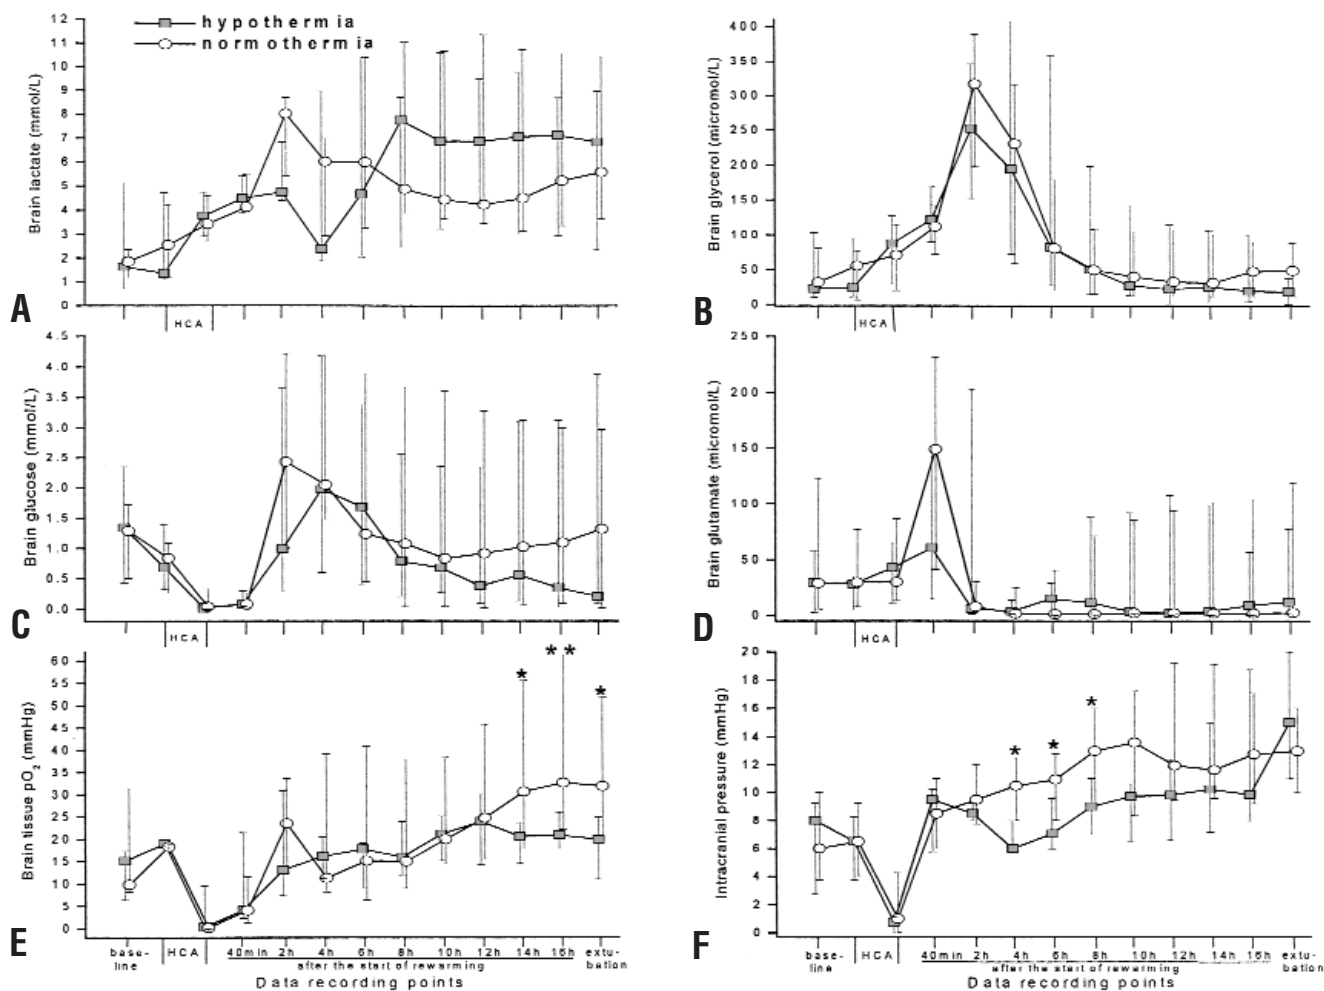 hypothermia
normothermia
Brain lactate (mmol/L)
12
11
10
9
8
7
6
5
4
3
2
1
0
HCA
A
Brain glycerol (micromol/L)
400
350
300
250
200
150
100
50
0
HCA
B
Brain glucose (mmol/L)
4.5
4.0
3.5
3.0
2.5
2.0
1.5
1.0
0.5
0.0
HCA
C
Brain glutamate (micromol/L)
250
200
150
100
50
0
HCA
D
Brain tissue pO2 (mmHg)
60
55
50
45
40
35
30
25
20
15
10
5
0
*
**
*
E
base-
line
HCA
40min 2h 4h 6h 8h 10h 12h 14h 16h
extu-
bation
after the start of rewarming
Data recording points
Intracranial pressure (mmHg)
20
18
16
14
12
10
8
6
4
2
0
*
*
*
F
base-
line
HCA
40min 2h 4h 6h 8h 10h 12h 14h 16h
extu-
bation
after the start of rewarming
Data recording points